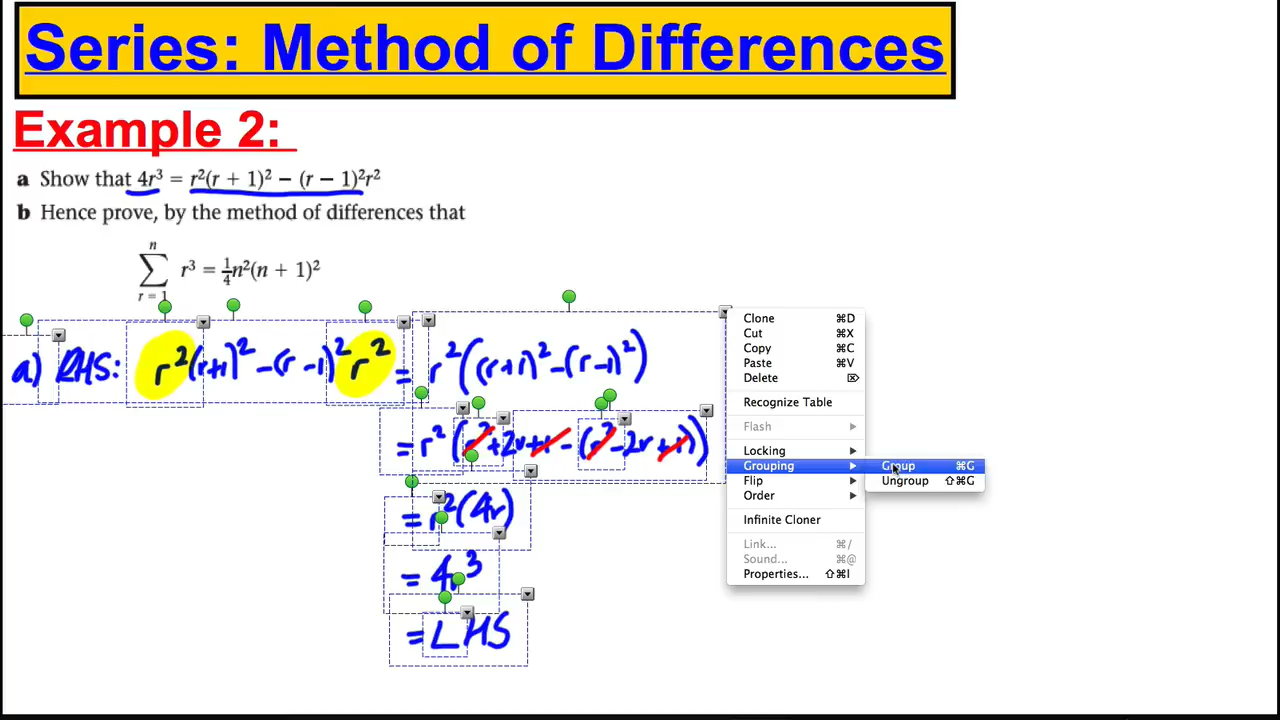 Series: Method of Differences
Example 2:
a Show that 4r³ = r²(r + 1)² − (r − 1)²r²
b Hence prove, by the method of differences that
n
∑ r³ = ¼n²(n + 1)²
r = 1
a) RHS: r²(r+1)² − (r−1)² r² = r²((r+1)² − (r−1)²)
= r²(r²+2r+1 − (r²−2r+1))
= r²(4r)
= 4r³
= LHS
Clone ⌘D
Cut ⌘X
Copy ⌘C
Paste ⌘V
Delete ⌦
Recognize Table
Flash
Locking
Grouping
Flip
Order
Infinite Cloner
Link... ⌘/
Sound... ⌘@
Properties... ⇧⌘I
Group ⌘G
Ungroup ⇧⌘G